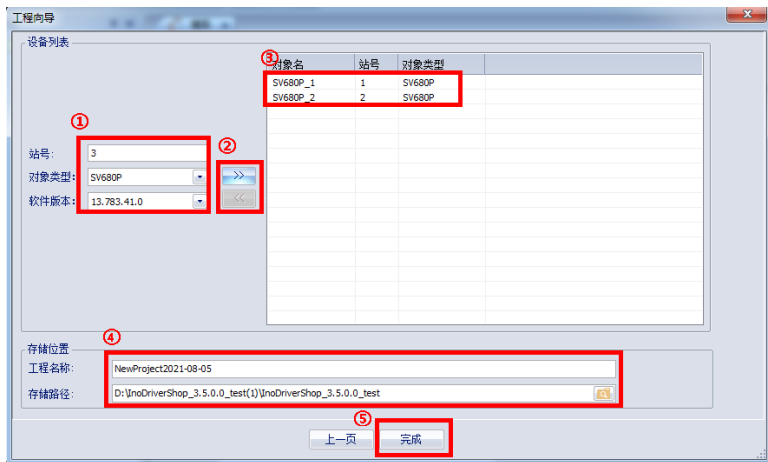 工程向导
设备列表
③
对象名 站号 对象类型
SV680P_1 1 SV680P
SV680P_2 2 SV680P
①
②
站号: 3
对象类型: SV680P >>
软件版本: 13.783.41.0 <<
④
存储位置
工程名称: NewProject2021-08-05
存储路径: D:\InoDriverShop_3.5.0.0_test(1)\InoDriverShop_3.5.0.0_test
⑤
上一页 完成